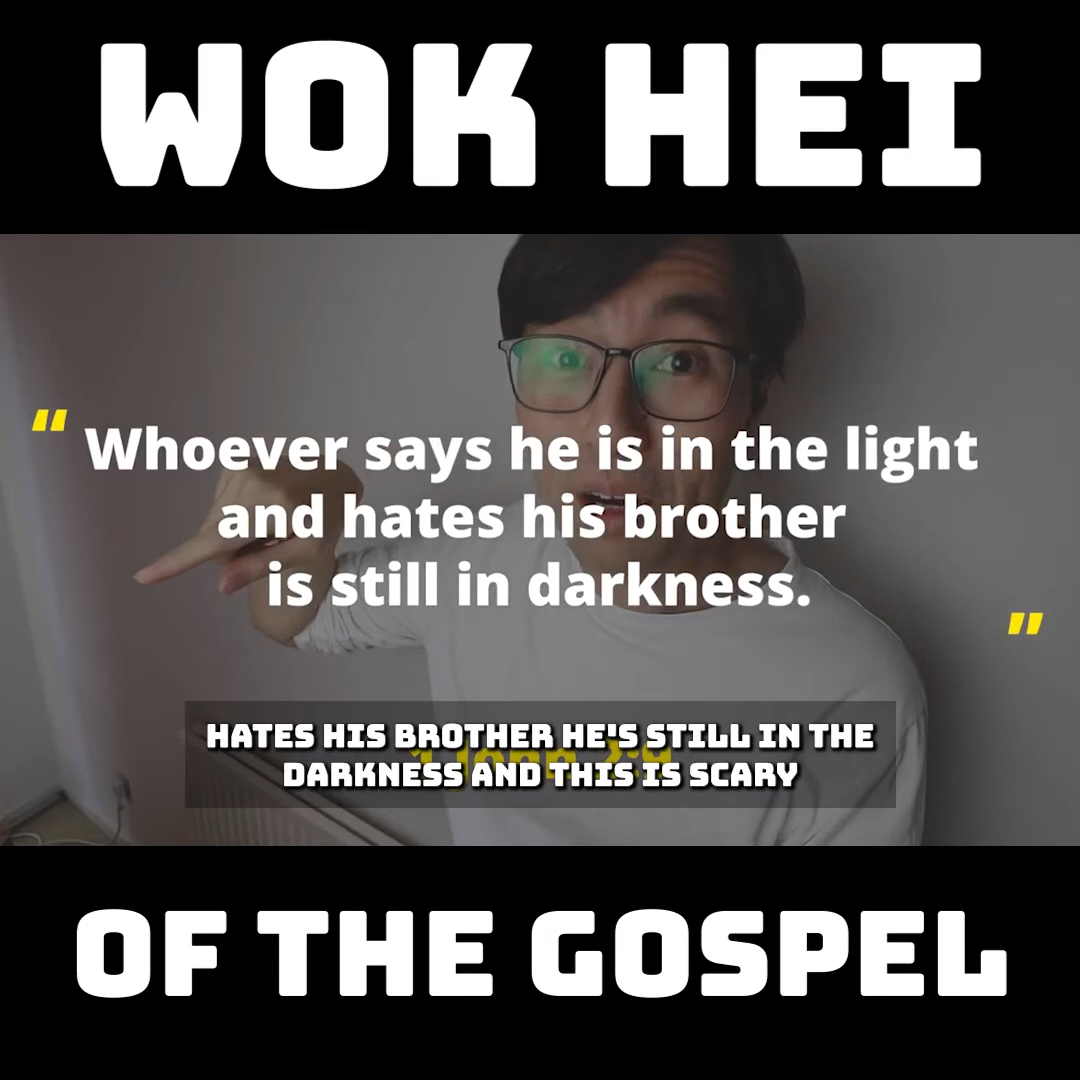 WOK HEI
“
Whoever says he is in the light
and hates his brother
is still in darkness.
”
HATES HIS BROTHER HE'S STILL IN THE
DARKNESS AND THIS IS SCARY
OF THE GOSPEL